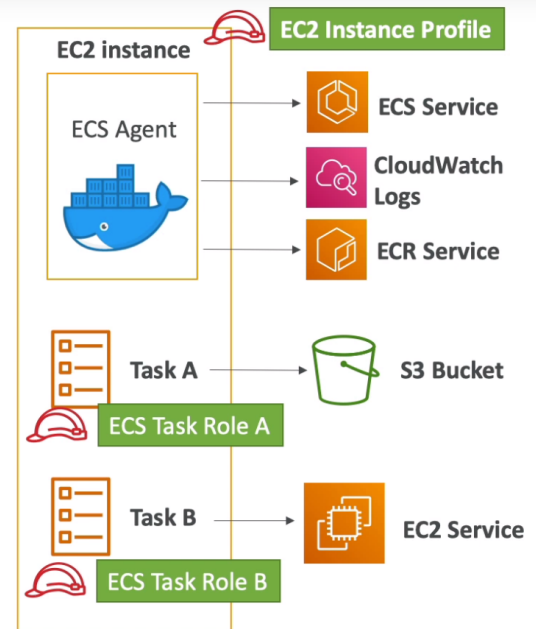 EC2 Instance Profile
EC2 instance
ECS Agent
ECS Service
CloudWatch
Logs
ECR Service
Task A
S3 Bucket
ECS Task Role A
Task B
EC2 Service
ECS Task Role B